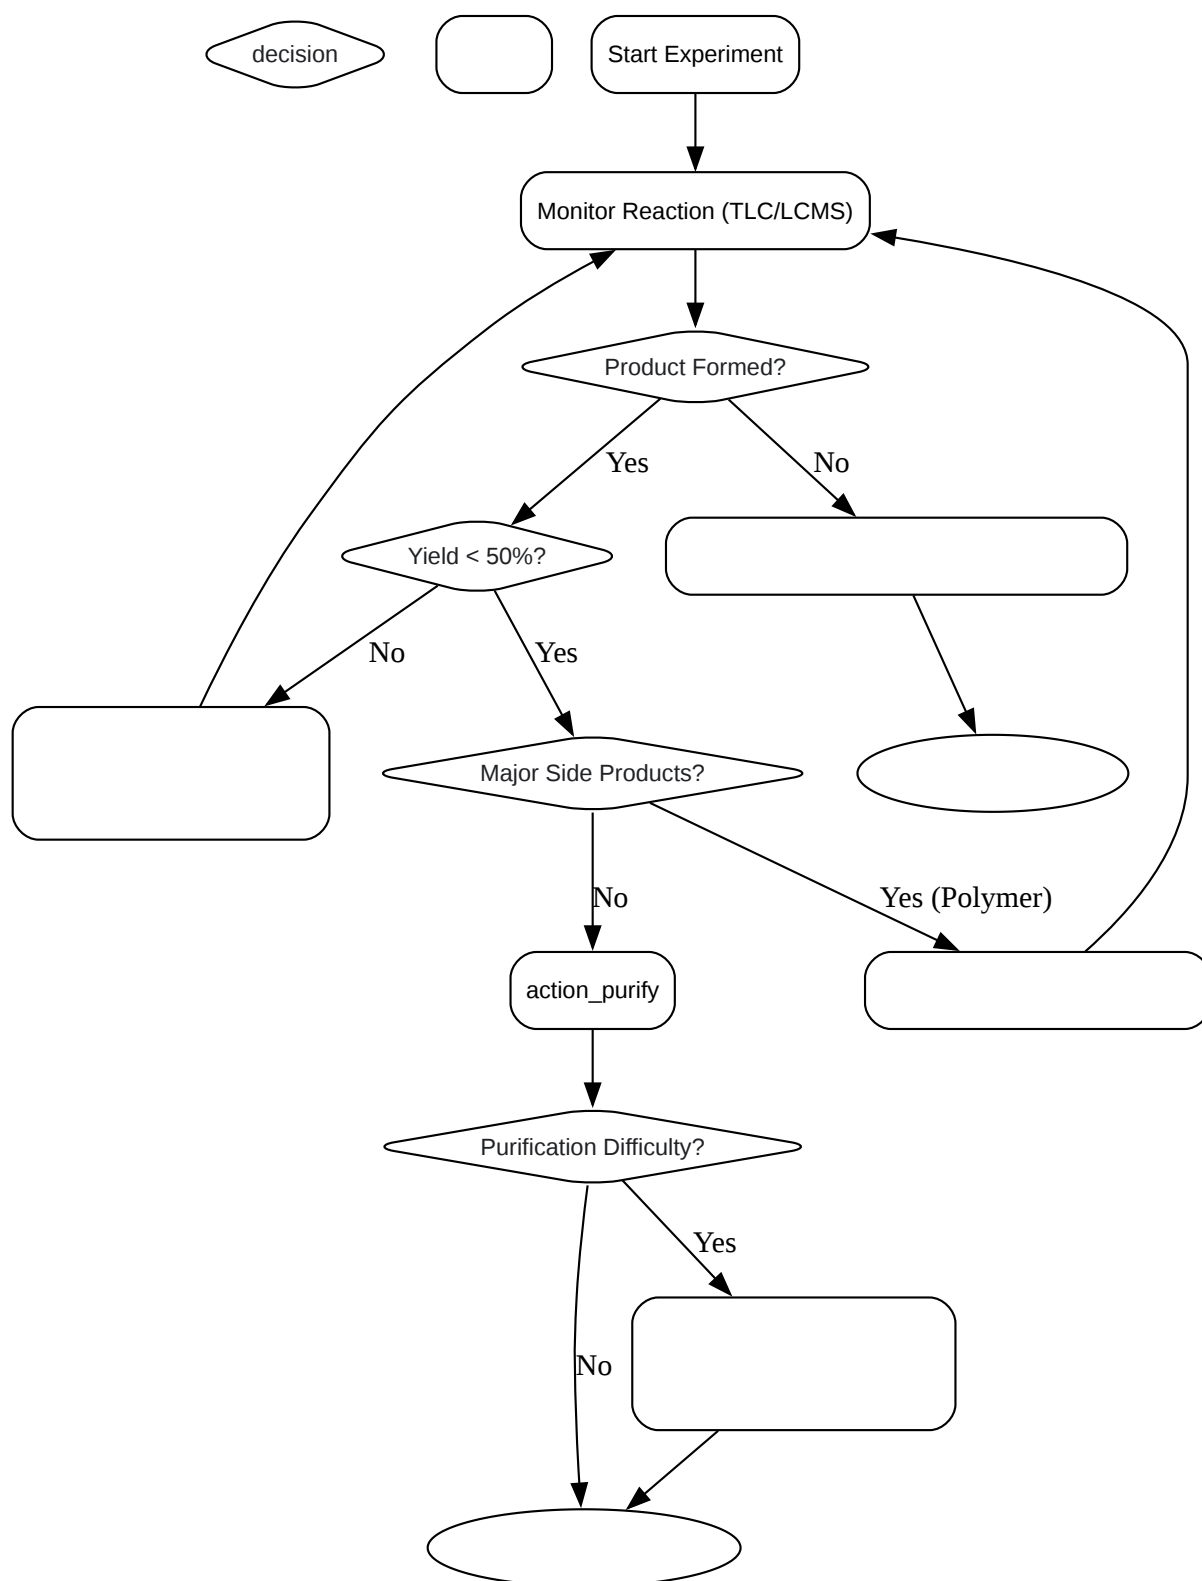 decision
Start Experiment
Monitor Reaction (TLC/LCMS)
Product Formed?
Yes
No
Yield < 50%?
No
Yes
Major Side Products?
No
Yes (Polymer)
action_purify
Purification Difficulty?
Yes
No